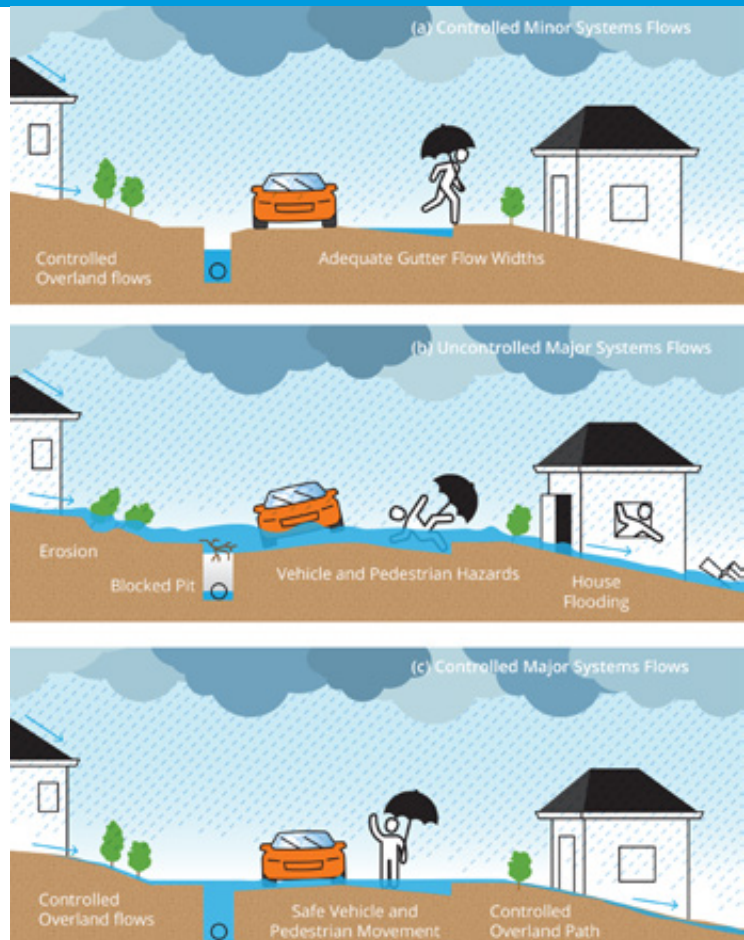 (a) Controlled Minor Systems Flows
Controlled
Overland flows
Adequate Gutter Flow Widths
(b) Uncontrolled Major Systems Flows
Erosion
Blocked Pit
Vehicle and Pedestrian Hazards
House
Flooding
(c) Controlled Major Systems Flows
Controlled
Overland flows
Safe Vehicle and
Pedestrian Movement
Controlled
Overland Path